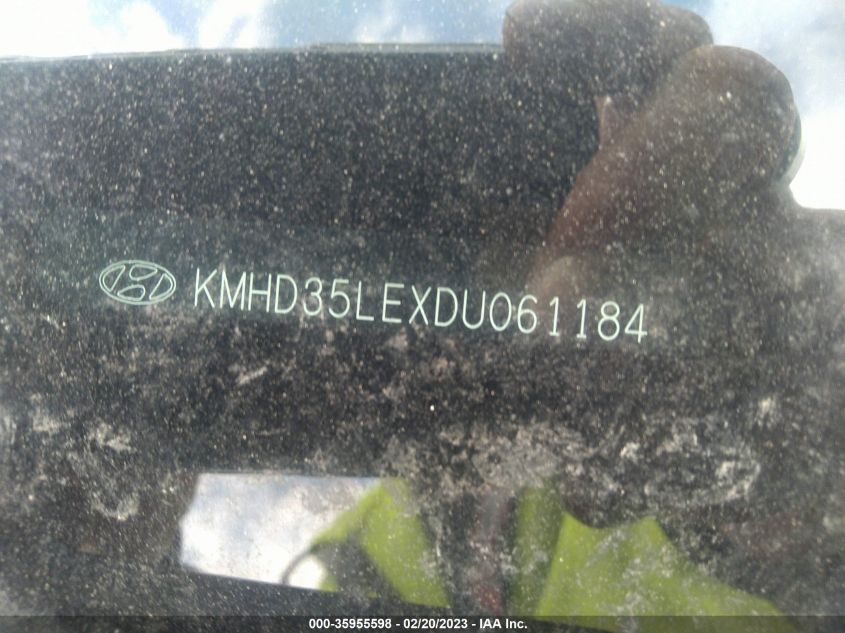 KMHD35LEXDU061184
000-35955598 - 02/20/2023 - IAA Inc.